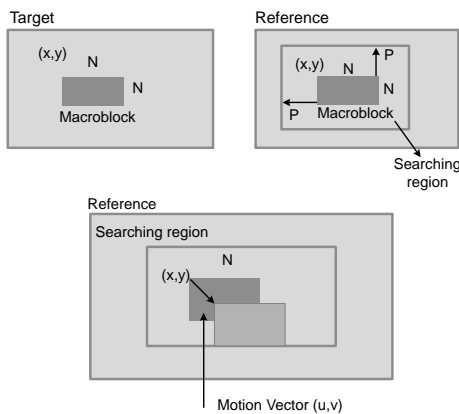 Target
(x,y)
N
N
Macroblock
Reference
(x,y)
N
P
N
P
Macroblock
Searching
region
Reference
Searching region
N
(x,y)
Motion Vector (u,v)